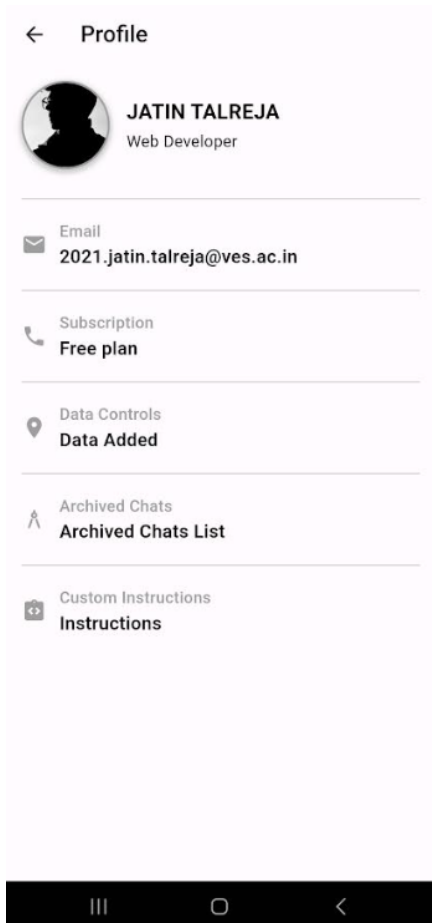 Profile
JATIN TALREJA
Web Developer
Email
2021.jatin.talreja@ves.ac.in
Subscription
Free plan
Data Controls
Data Added
Archived Chats
Archived Chats List
Custom Instructions
Instructions